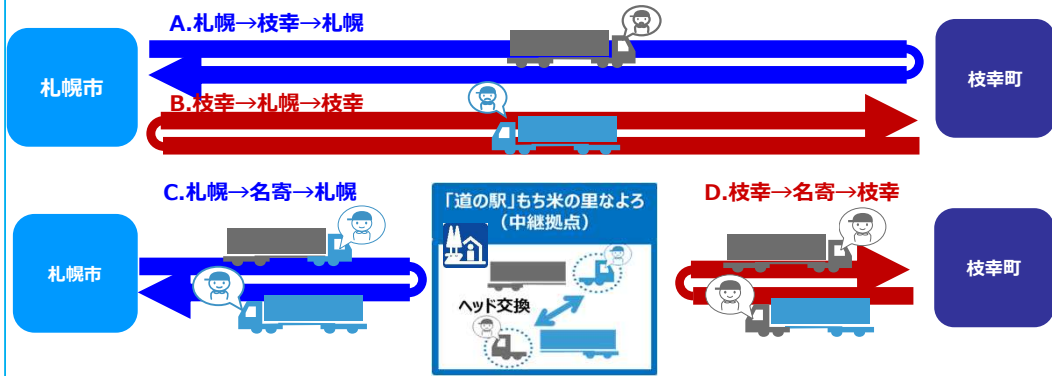 A.札幌→枝幸→札幌
札幌市
枝幸町
B.枝幸→札幌→枝幸
C.札幌→名寄→札幌
「道の駅」もち米の里なよろ
(中継拠点)
D.枝幸→名寄→枝幸
札幌市
枝幸町
ヘッド交換